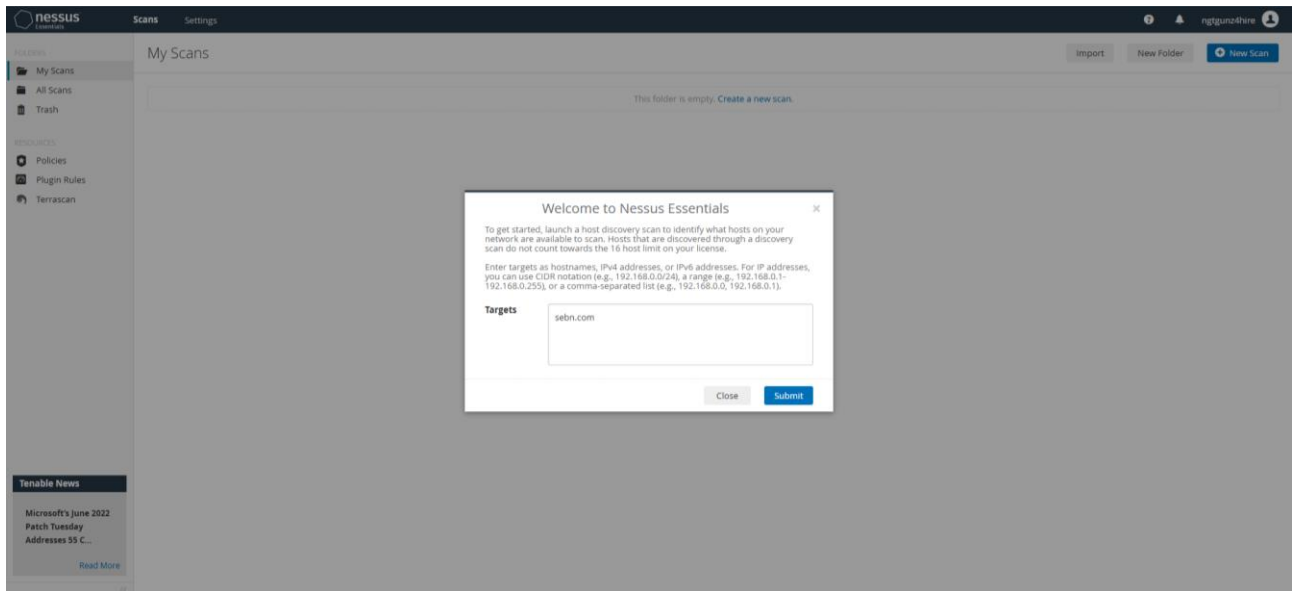 nessus
Essentials
Scans
Settings
ngtgunz4hire
FOLDERS
My Scans
All Scans
Trash
RESOURCES
Policies
Plugin Rules
Terrascan
My Scans
Import
New Folder
New Scan
This folder is empty. Create a new scan.
Welcome to Nessus Essentials
To get started, launch a host discovery scan to identify what hosts on your
network are available to scan. Hosts that are discovered through a discovery
scan do not count towards the 16 host limit on your license.
Enter targets as hostnames, IPv4 addresses, or IPv6 addresses. For IP addresses,
you can use CIDR notation (e.g., 192.168.0.0/24), a range (e.g., 192.168.0.1-
192.168.0.255), or a comma-separated list (e.g., 192.168.0.0, 192.168.0.1).
Targets
sebn.com
Close
Submit
Tenable News
Microsoft's June 2022
Patch Tuesday
Addresses 55 C...
Read More